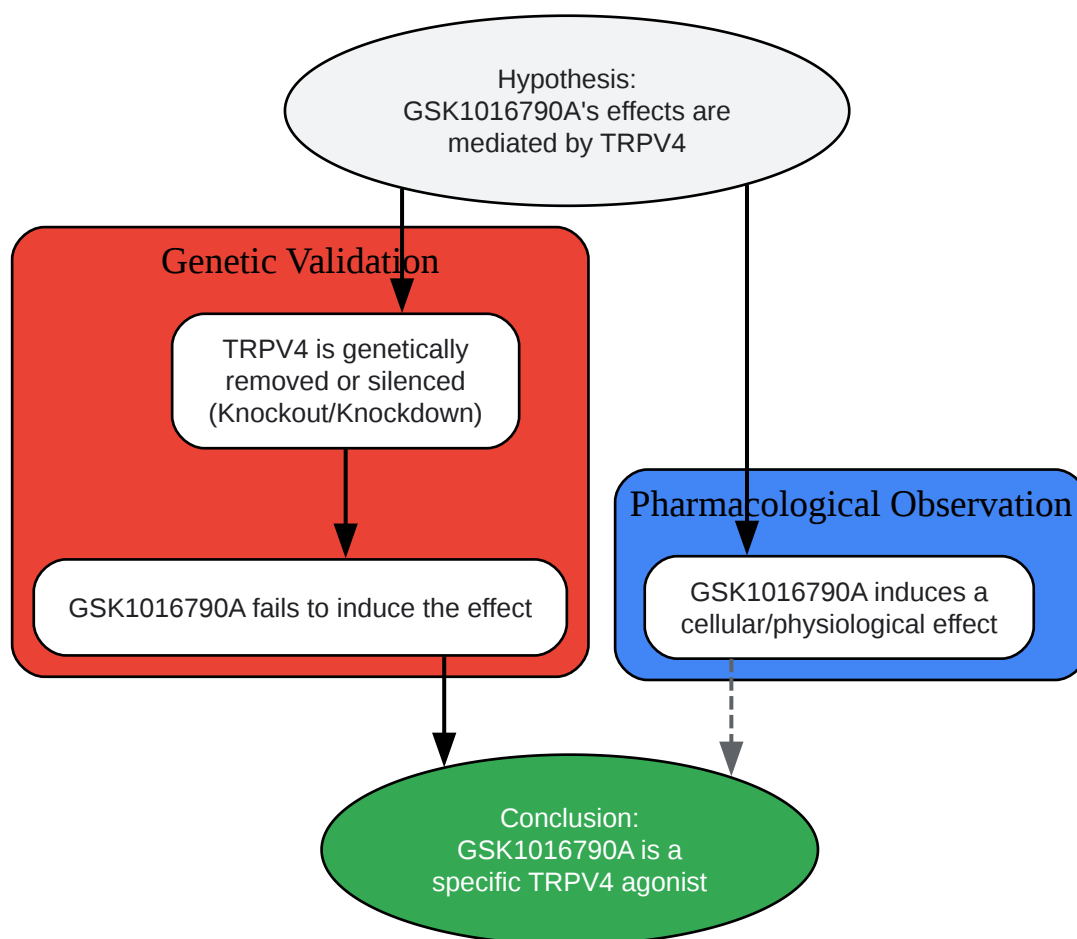 Hypothesis:
GSK1016790A's effects are
mediated by TRPV4
Genetic Validation
TRPV4 is genetically
removed or silenced
(Knockout/Knockdown)
GSK1016790A fails to induce the effect
Pharmacological Observation
GSK1016790A induces a
cellular/physiological effect
Conclusion:
GSK1016790A is a
specific TRPV4 agonist